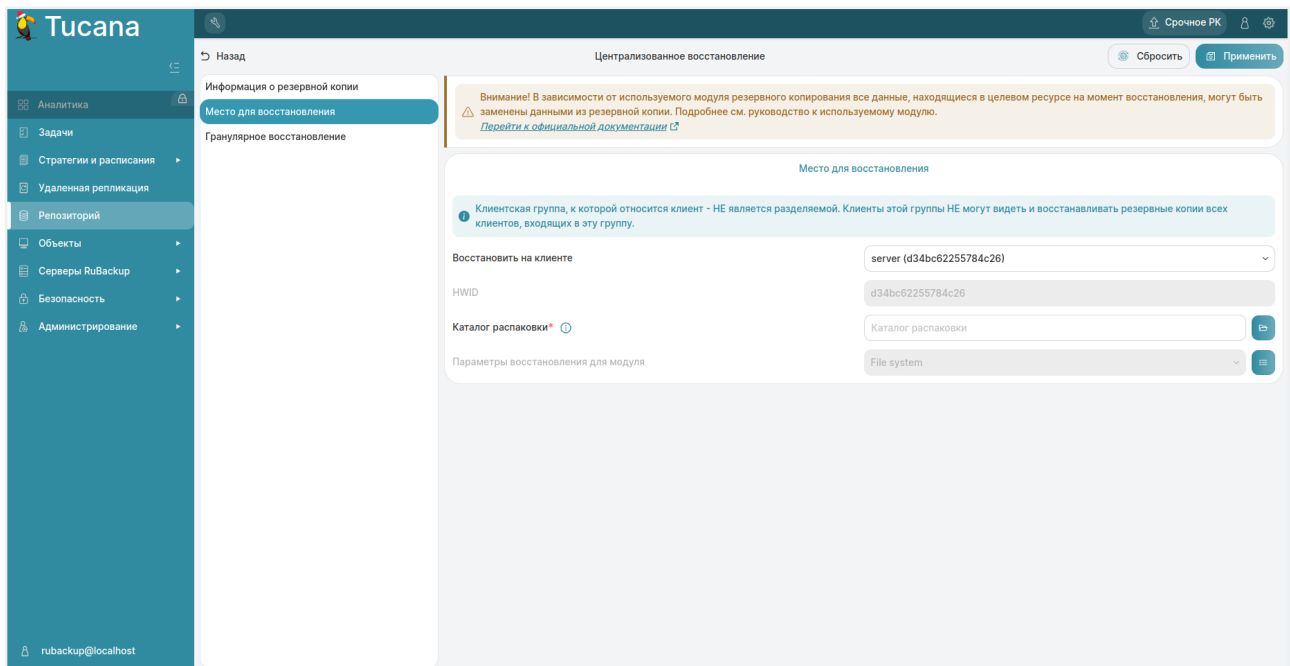 Tucana
Срочное РК
Назад
Централизованное восстановление
Сбросить
Применить
Аналитика
Задачи
Стратегии и расписания
Удаленная репликация
Репозиторий
Объекты
Серверы RuBackup
Безопасность
Администрирование
rubackup@localhost
Информация о резервной копии
Место для восстановления
Гранулярное восстановление
Внимание! В зависимости от используемого модуля резервного копирования все данные, находящиеся в целевом ресурсе на момент восстановления, могут быть
заменены данными из резервной копии. Подробнее см. руководство к используемому модулю.
Перейти к официальной документации
Место для восстановления
Клиентская группа, к которой относится клиент - НЕ является разделяемой. Клиенты этой группы НЕ могут видеть и восстанавливать резервные копии всех
клиентов, входящих в эту группу.
Восстановить на клиенте
server (d34bc62255784c26)
HWID
d34bc62255784c26
Каталог распаковки*
Каталог распаковки
Параметры восстановления для модуля
File system